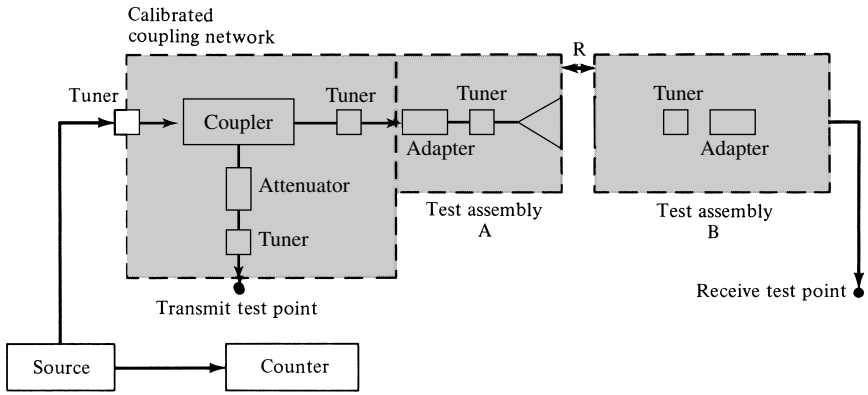 Calibrated
coupling network
R
Tuner
Coupler
Tuner
Tuner
Adapter
Tuner
Adapter
Attenuator
Tuner
Test assembly
A
Test assembly
B
Transmit test point
Receive test point
Source
Counter